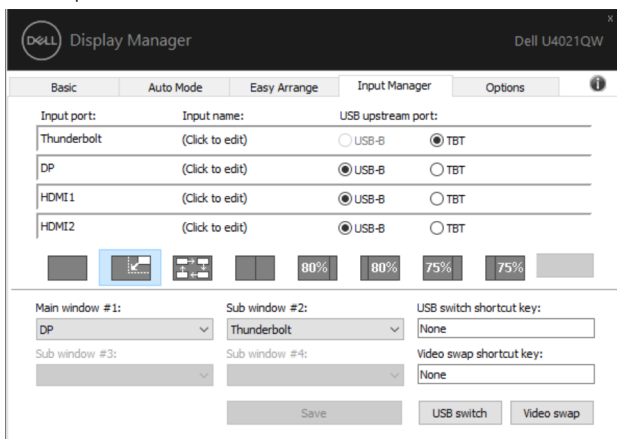 x
DELL Display Manager
Dell U4021QW
Basic Auto Mode Easy Arrange Input Manager Options i
Input port: Input name: USB upstream port:
Thunderbolt (Click to edit) USB-B TBT
DP (Click to edit) USB-B TBT
HDMI1 (Click to edit) USB-B TBT
HDMI2 (Click to edit) USB-B TBT
80% 80% 75% 75%
Main window #1: Sub window #2: USB switch shortcut key:
DP Thunderbolt None
Sub window #3: Sub window #4: Video swap shortcut key:
None
Save USB switch Video swap